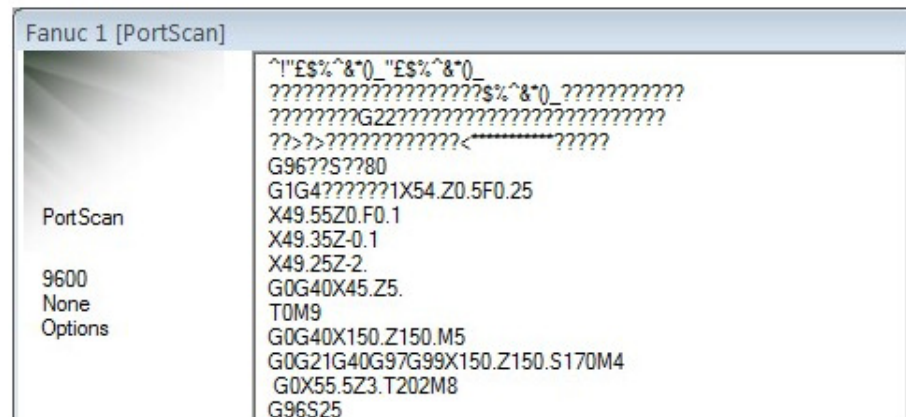 Fanuc 1 [PortScan]
PortScan
9600
None
Options
^!"£$%^&*()_"£$%^&*()_
???????????????????$%^&*()_???????????
????????G22????????????????????????
??>?>????????????<************?????
G96??S??80
G1G4??????1X54.Z0.5F0.25
X49.55Z0.F0.1
X49.35Z-0.1
X49.25Z-2.
G0G40X45.Z5.
T0M9
G0G40X150.Z150.M5
G0G21G40G97G99X150.Z150.S170M4
G0X55.5Z3.T202M8
G96S25